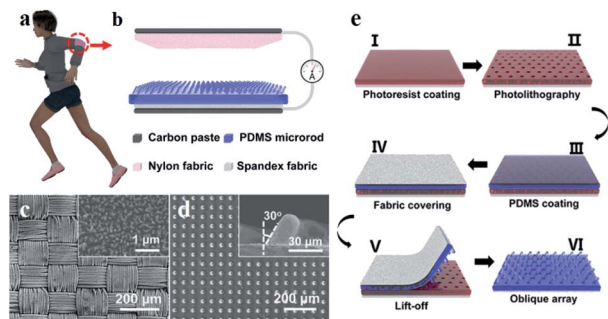 a
b
A
Carbon paste
PDMS microrod
Nylon fabric
Spandex fabric
c
1 μm
200 μm
d
30°
30 μm
200 μm
e
I
II
Photoresist coating
Photolithography
IV
III
Fabric covering
PDMS coating
V
VI
Lift-off
Oblique array